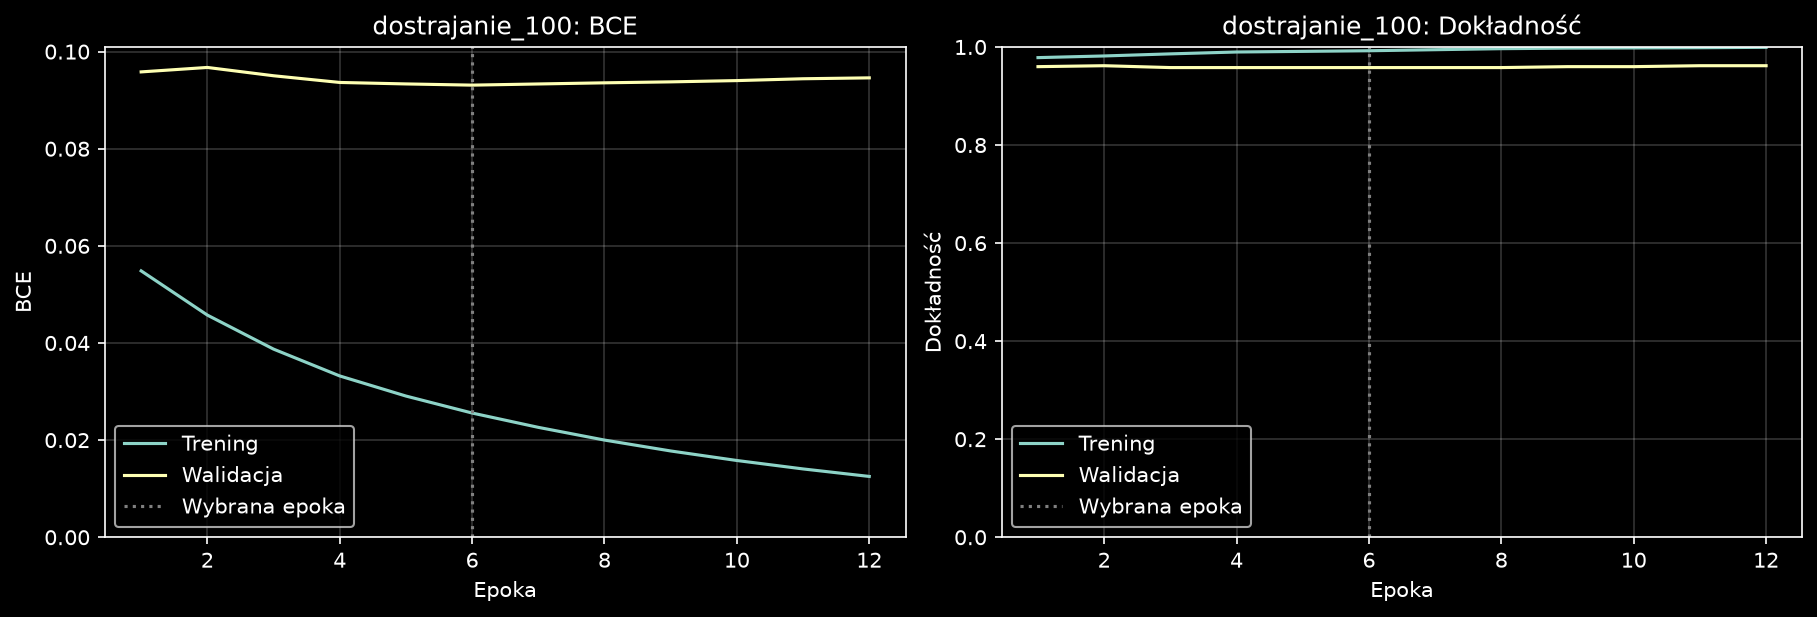 dostrajanie_100: BCE
BCE
0.10
0.08
0.06
0.04
0.02
0.00
Trening
Walidacja
Wybrana epoka
2 4 6 8 10 12
Epoka
dostrajanie_100: Dokładność
Dokładność
1.0
0.8
0.6
0.4
0.2
0.0
Trening
Walidacja
Wybrana epoka
2 4 6 8 10 12
Epoka